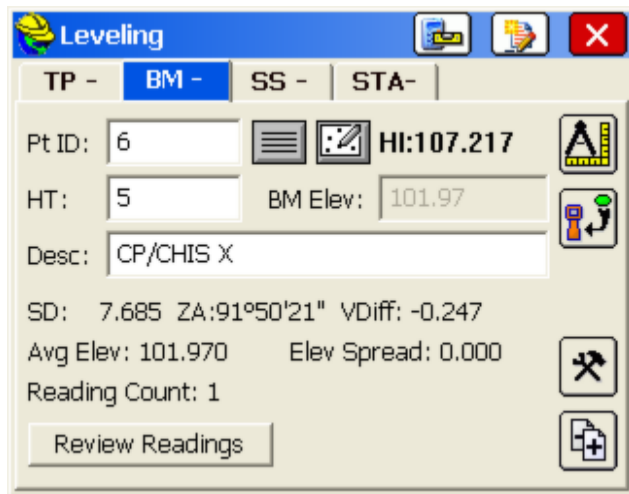 Leveling
TP - BM - SS - STA-
Pt ID: 6 HI:107.217
HT: 5 BM Elev: 101.97
Desc: CP/CHIS X
SD: 7.685 ZA:91º50'21" VDiff: -0.247
Avg Elev: 101.970 Elev Spread: 0.000
Reading Count: 1
Review Readings